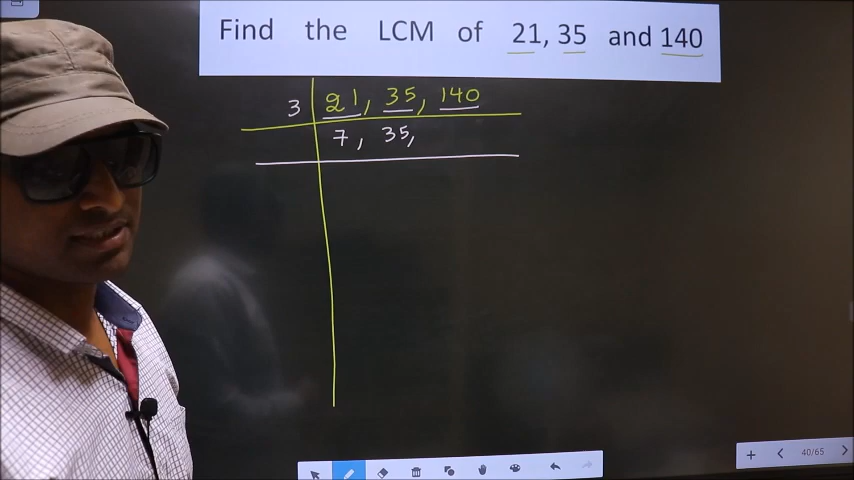 Find the LCM of 21, 35 and 140
3 21, 35, 140
7, 35,
40/65